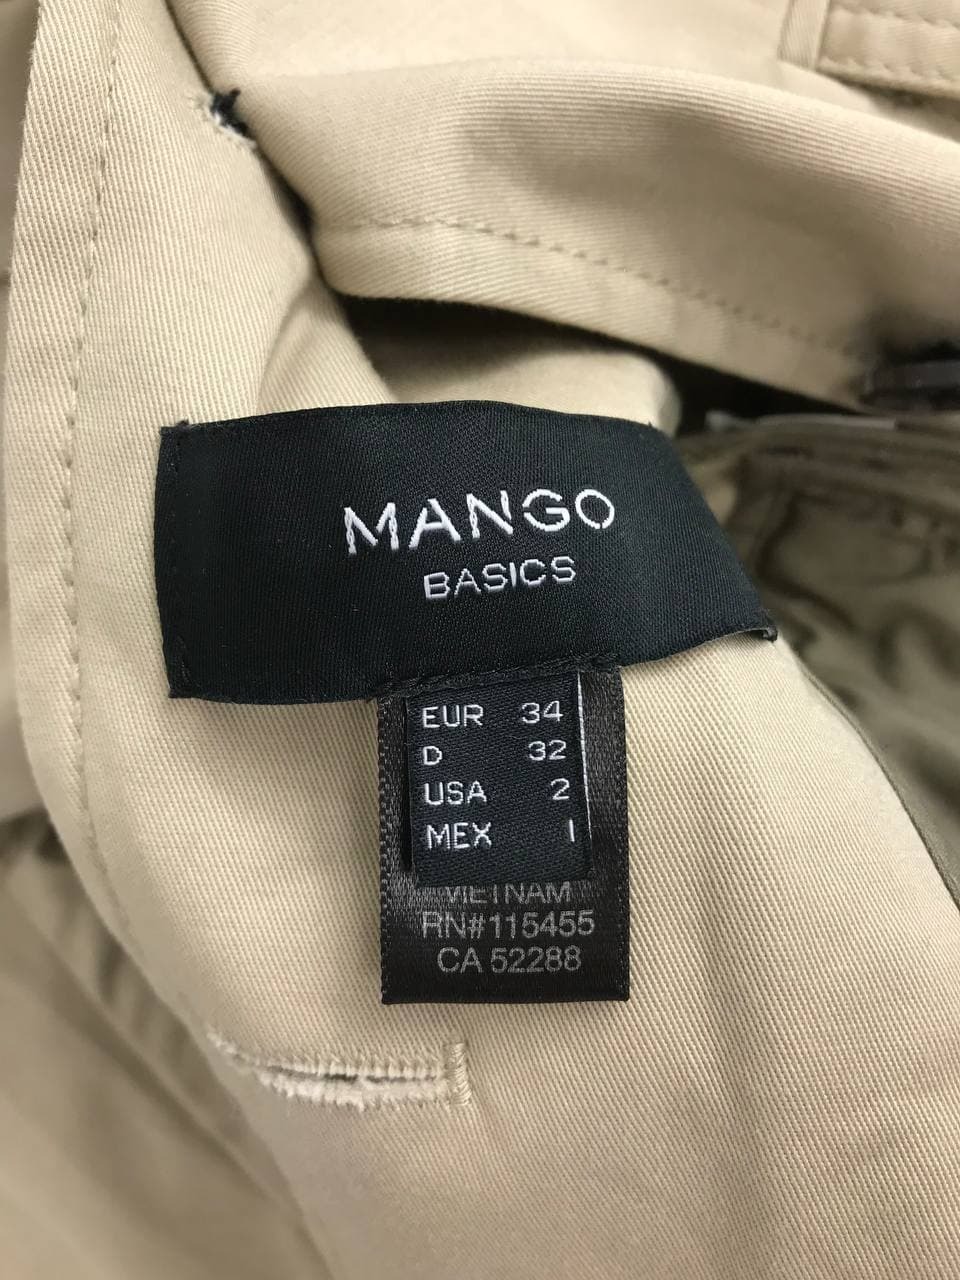 MANGO
BASICS
EUR 34
D 32
USA 2
MEX 1
VIETNAM
RN#115455
CA 52288